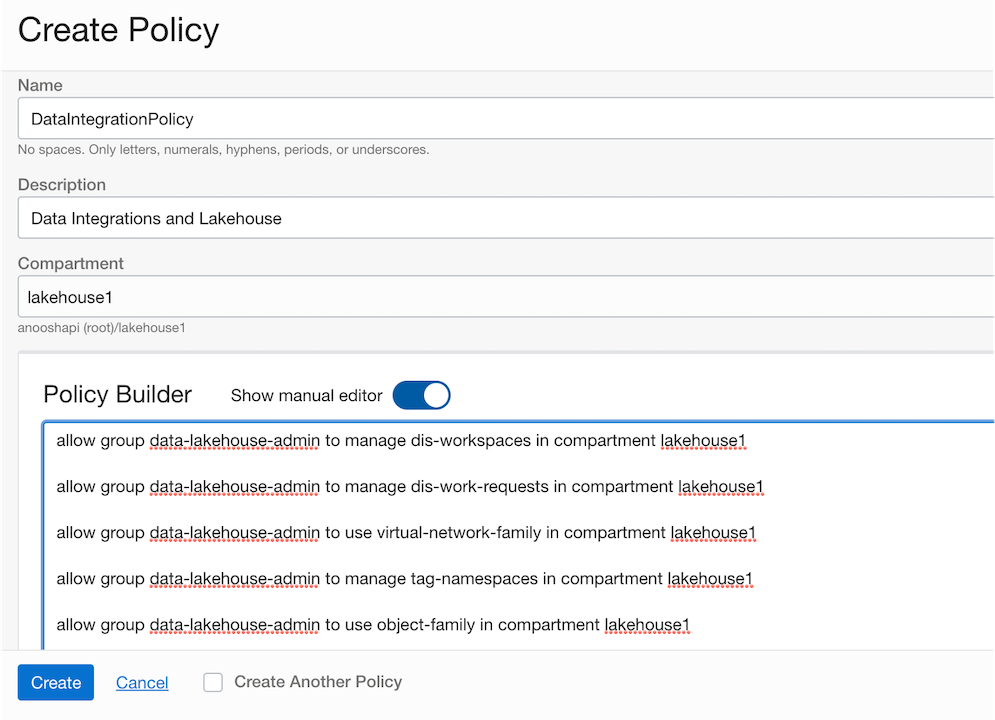 Create Policy
Name
DataIntegrationPolicy
No spaces. Only letters, numerals, hyphens, periods, or underscores.
Description
Data Integrations and Lakehouse
Compartment
lakehouse1
anooshapi (root)/lakehouse1
Policy Builder Show manual editor
allow group data-lakehouse-admin to manage dis-workspaces in compartment lakehouse1
allow group data-lakehouse-admin to manage dis-work-requests in compartment lakehouse1
allow group data-lakehouse-admin to use virtual-network-family in compartment lakehouse1
allow group data-lakehouse-admin to manage tag-namespaces in compartment lakehouse1
allow group data-lakehouse-admin to use object-family in compartment lakehouse1
Create Cancel Create Another Policy